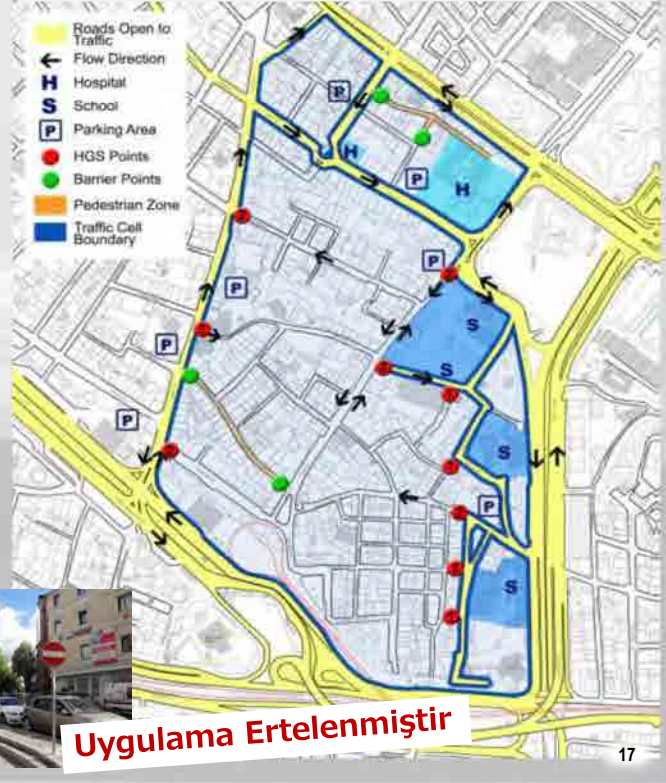 Roads Open to
Traffic
Flow Direction
H Hospital
S School
P Parking Area
HGS Points
Barrier Points
Pedestrian Zone
Traffic Cell
Boundary
P
H
P
H
P
P
S
P
S
P
S
P
S
Uygulama Ertelenmiştir
17